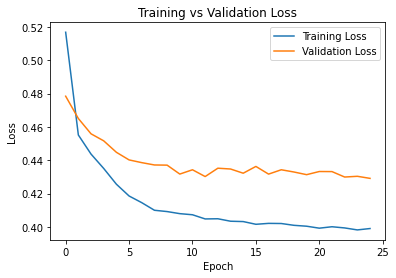 Training vs Validation Loss
Training Loss
Validation Loss
Loss
0.52
0.50
0.48
0.46
0.44
0.42
0.40
0 5 10 15 20 25
Epoch